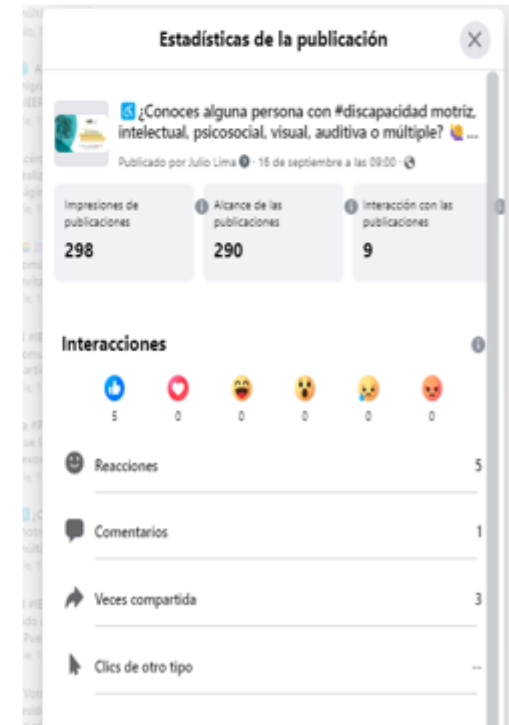 Estadísticas de la publicación
¿Conoces alguna persona con #discapacidad motriz,
intelectual, psicosocial, visual, auditiva o múltiple? ...
Publicado por Julio Lima · 16 de septiembre a las 09:00 ·
Impresiones de
publicaciones
298
Alcance de las
publicaciones
290
Interacción con las
publicaciones
9
Interacciones
5 0 0 0 0 0
Reacciones 5
Comentarios 1
Veces compartida 3
Clics de otro tipo --